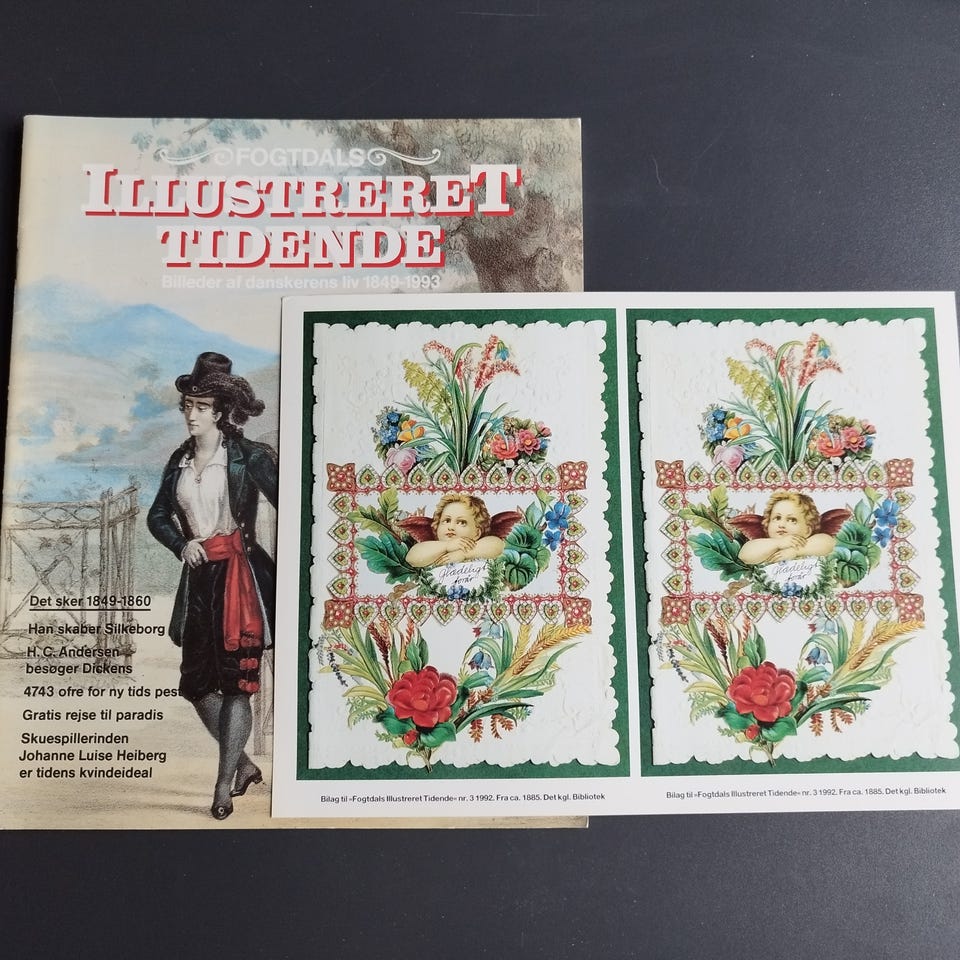 FOGTDALS
ILLUSTRERET
TIDENDE
Billeder af danskerens liv 1849-1993
Det sker 1849-1860
Han skaber Silkeborg
H. C. Andersen
besøger Dickens
4743 ofre for ny tids pest
Gratis rejse til paradis
Skuespillerinden
Johanne Luise Heiberg
er tidens kvindeideal
Glædeligt
forår
Glædeligt
forår
Bilag til »Fogtdals Illustreret Tidende« nr. 3 1992. Fra ca. 1885. Det kgl. Bibliotek
Bilag til »Fogtdals Illustreret Tidende« nr. 3 1992. Fra ca. 1885. Det kgl. Bibliotek